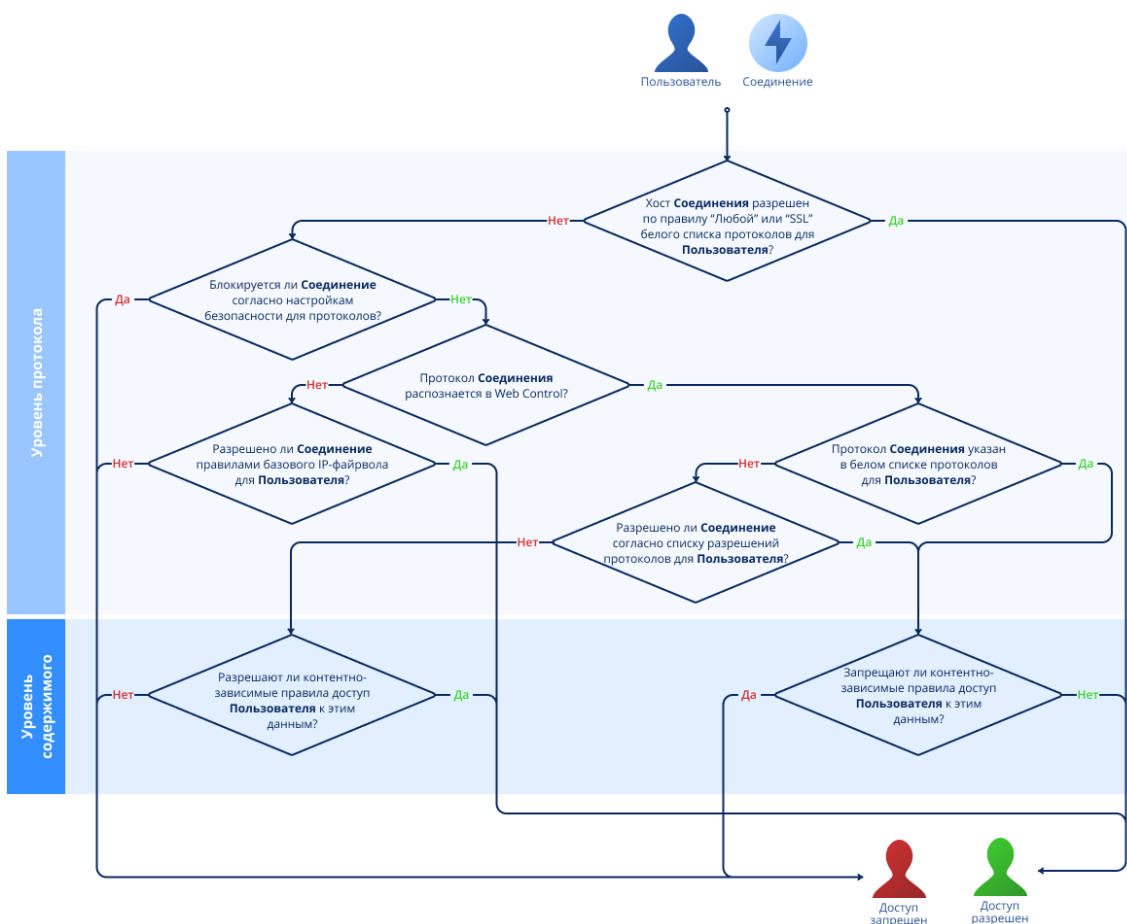 Пользователь
Соединение
Уровень протокола
Хост Соединения разрешен
по правилу “Любой” или “SSL”
белого списка протоколов для
Пользователя?
Нет
Да
Блокируется ли Соединение
согласно настройкам
безопасности для протоколов?
Да
Нет
Протокол Соединения
распознается в Web Control?
Нет
Да
Разрешено ли Соединение
правилами базового IP-файрвола
для Пользователя?
Нет
Да
Протокол Соединения указан
в белом списке протоколов
для Пользователя?
Нет
Да
Разрешено ли Соединение
согласно списку разрешений
протоколов для Пользователя?
Нет
Да
Уровень
содержимого
Разрешают ли контентно-
зависимые правила доступ
Пользователя к этим
данным?
Нет
Да
Запрещают ли контентно-
зависимые правила доступ
Пользователя к этим
данным?
Да
Нет
Доступ
запрещен
Доступ
разрешен